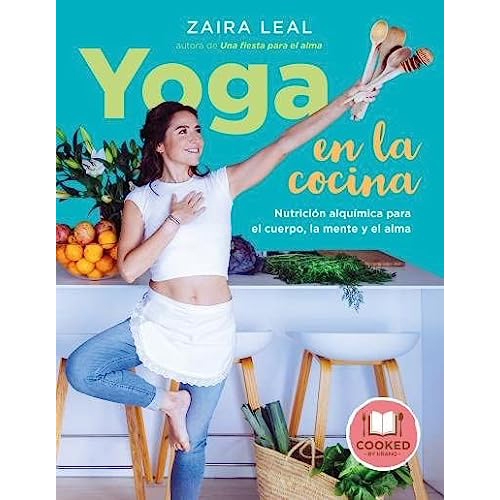 ZAIRA LEAL
autora de Una fiesta para el alma
Yoga
en la
cocina
Nutrición alquímica para
el cuerpo, la mente y el alma
COOKED
BY URANO